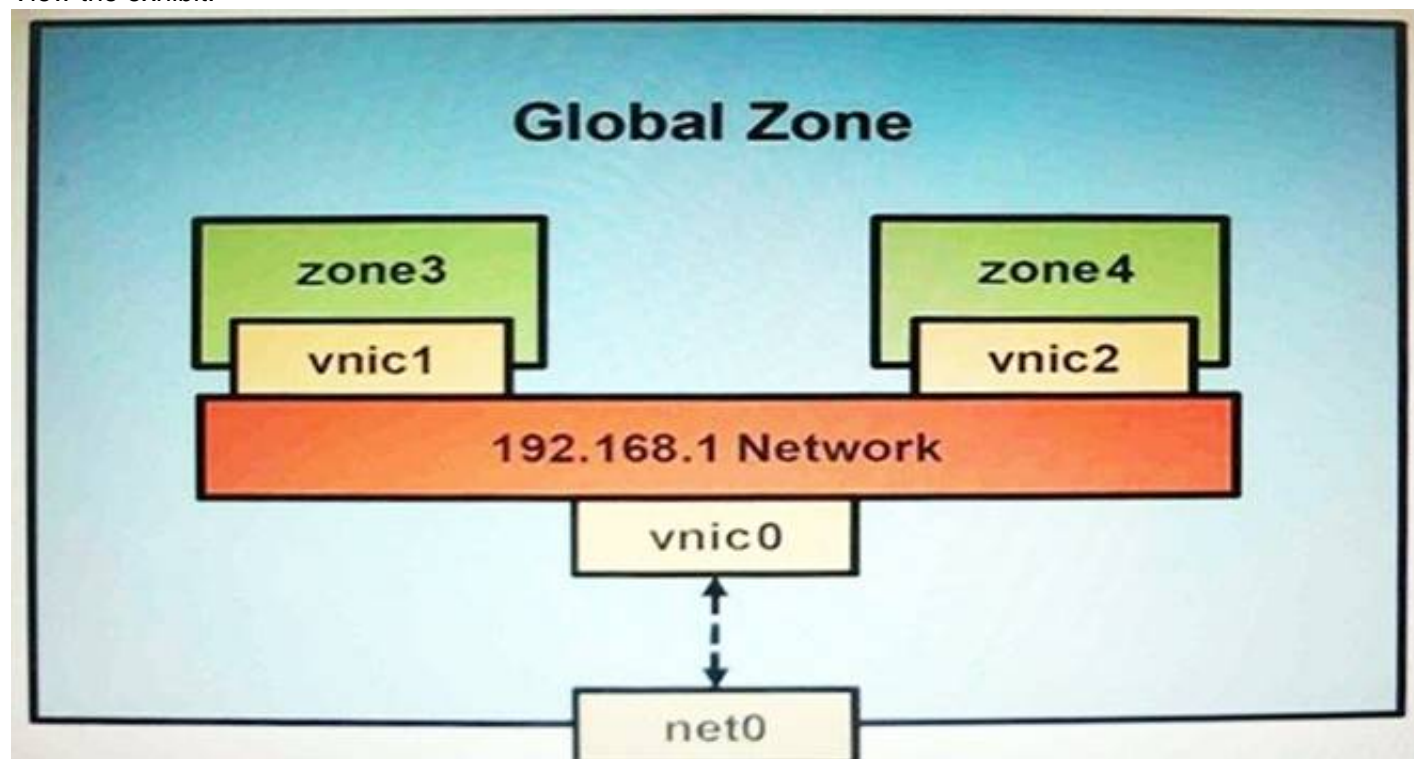 Global Zone
zone3
zone4
vnic1
vnic2
192.168.1 Network
vnic0
net0